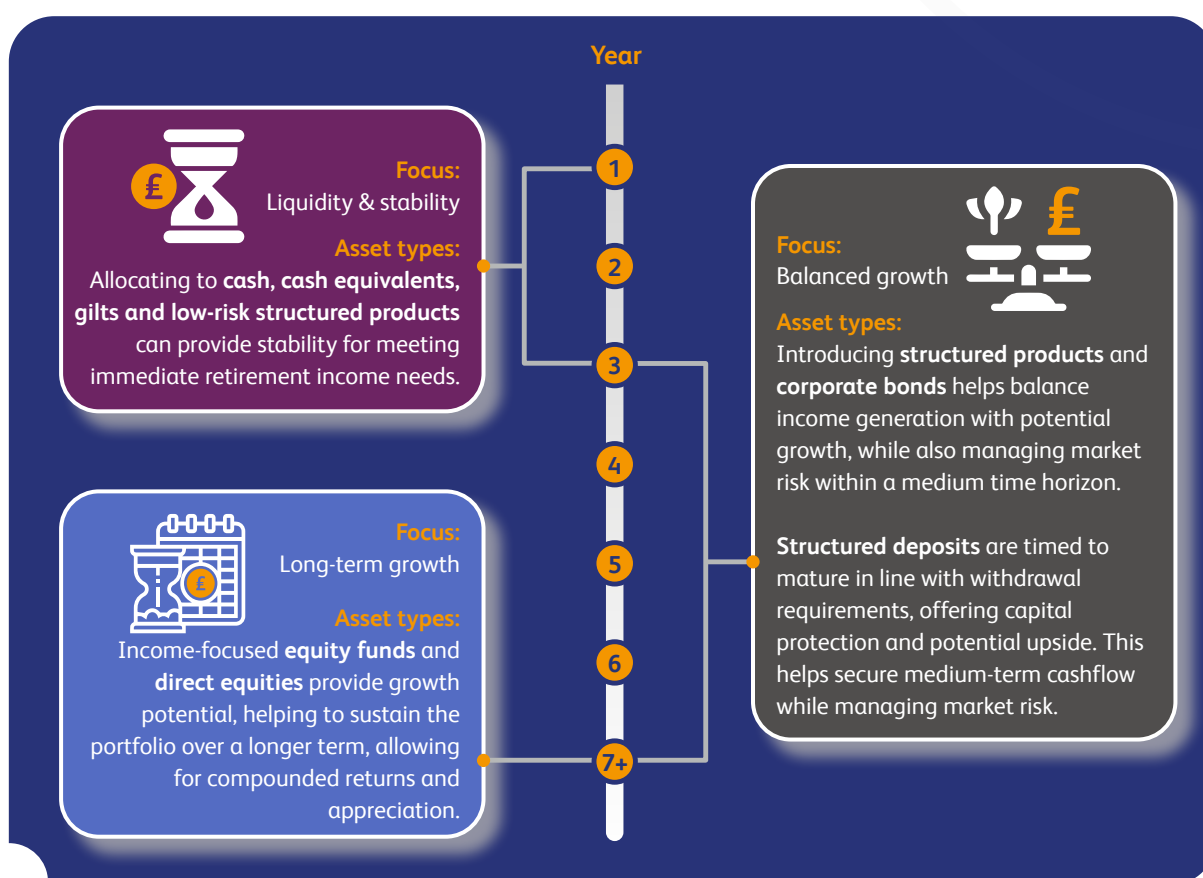 Year
£
Focus:
Liquidity & stability
Asset types:
Allocating to cash, cash equivalents,
gilts and low-risk structured products
can provide stability for meeting
immediate retirement income needs.
1
2
3
4
5
6
7+
£
Focus:
Balanced growth
Asset types:
Introducing structured products and
corporate bonds helps balance
income generation with potential
growth, while also managing market
risk within a medium time horizon.
Structured deposits are timed to
mature in line with withdrawal
requirements, offering capital
protection and potential upside. This
helps secure medium-term cashflow
while managing market risk.
£
Focus:
Long-term growth
Asset types:
Income-focused equity funds and
direct equities provide growth
potential, helping to sustain the
portfolio over a longer term, allowing
for compounded returns and
appreciation.